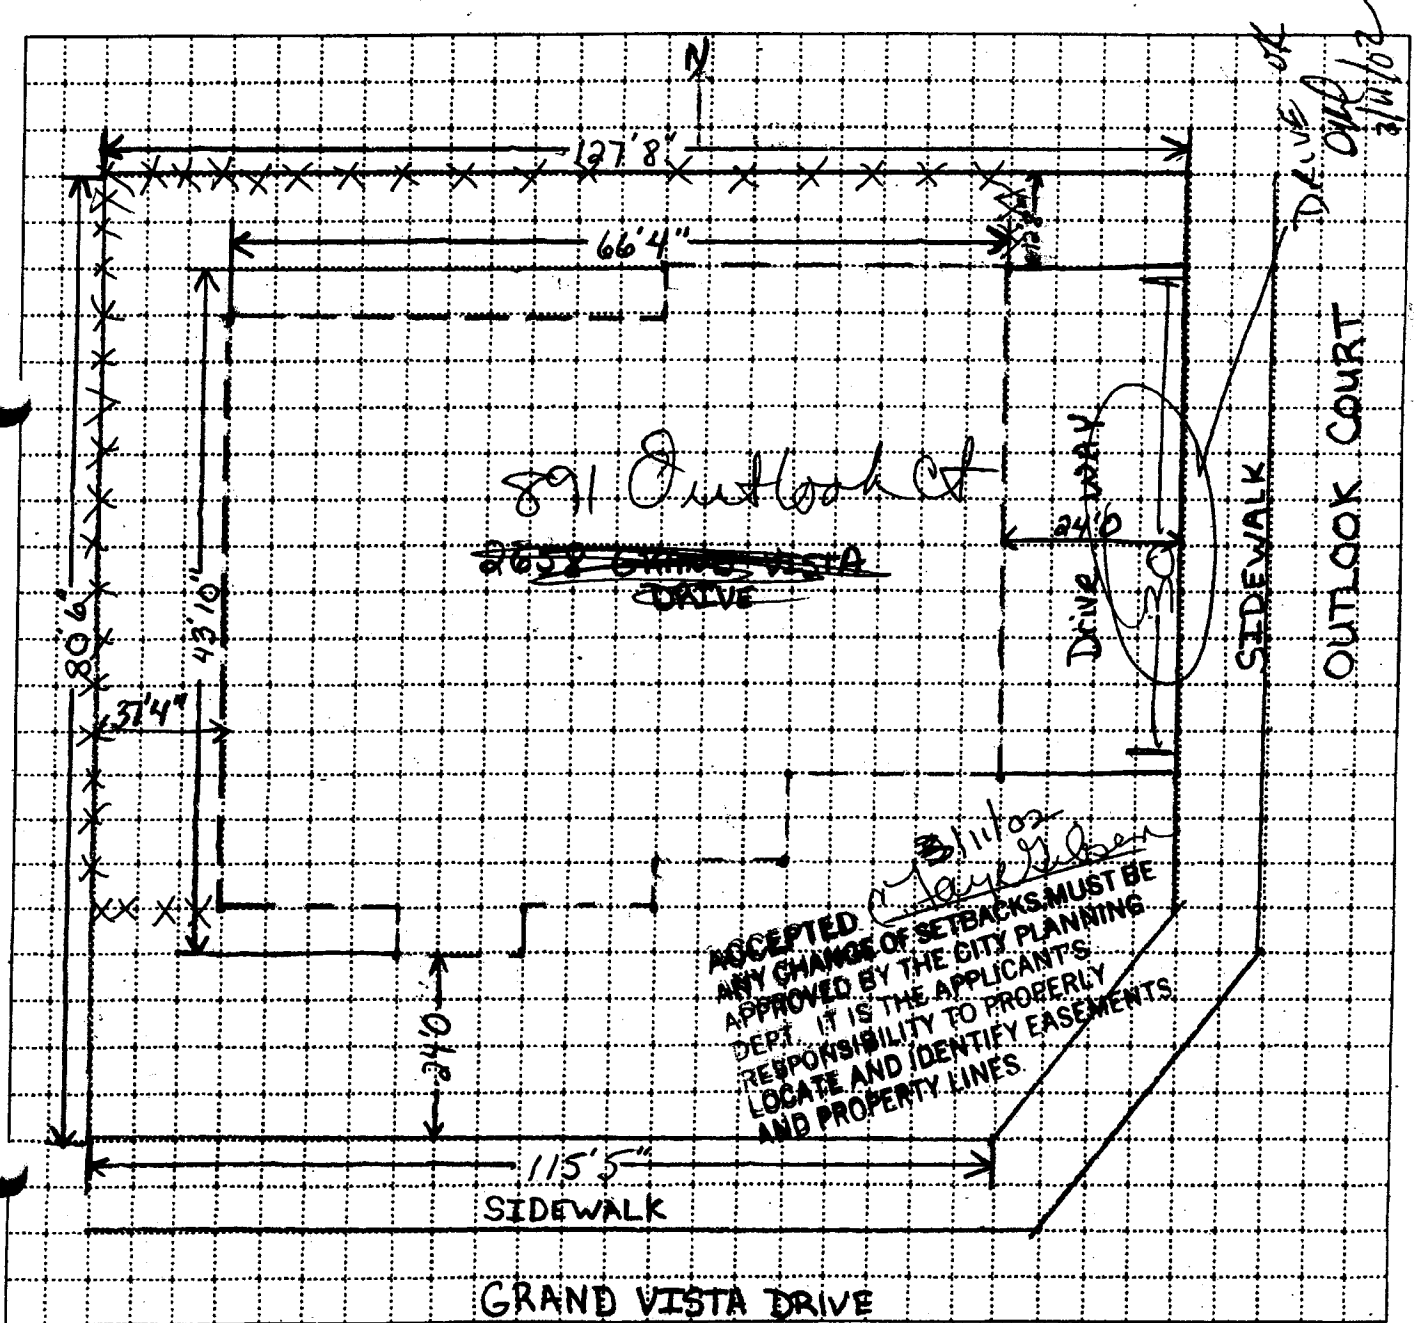 N
OK
DRIVE
3/11/02
127'8"
12'8"
66'4"
891 Outlook Ct
2658 GRAND VISTA
DRIVE
24'0
Drive WAY
30
SIDEWALK
OUTLOOK COURT
80'6"
43'10"
37'4"
3/11/02
ACCEPTED
ANY CHANGE OF SETBACKS MUST BE
APPROVED BY THE CITY PLANNING
DEPT. IT IS THE APPLICANT'S
RESPONSIBILITY TO PROPERLY
LOCATE AND IDENTIFY EASEMENTS
AND PROPERTY LINES.
24'0
115'5"
SIDEWALK
GRAND VISTA DRIVE